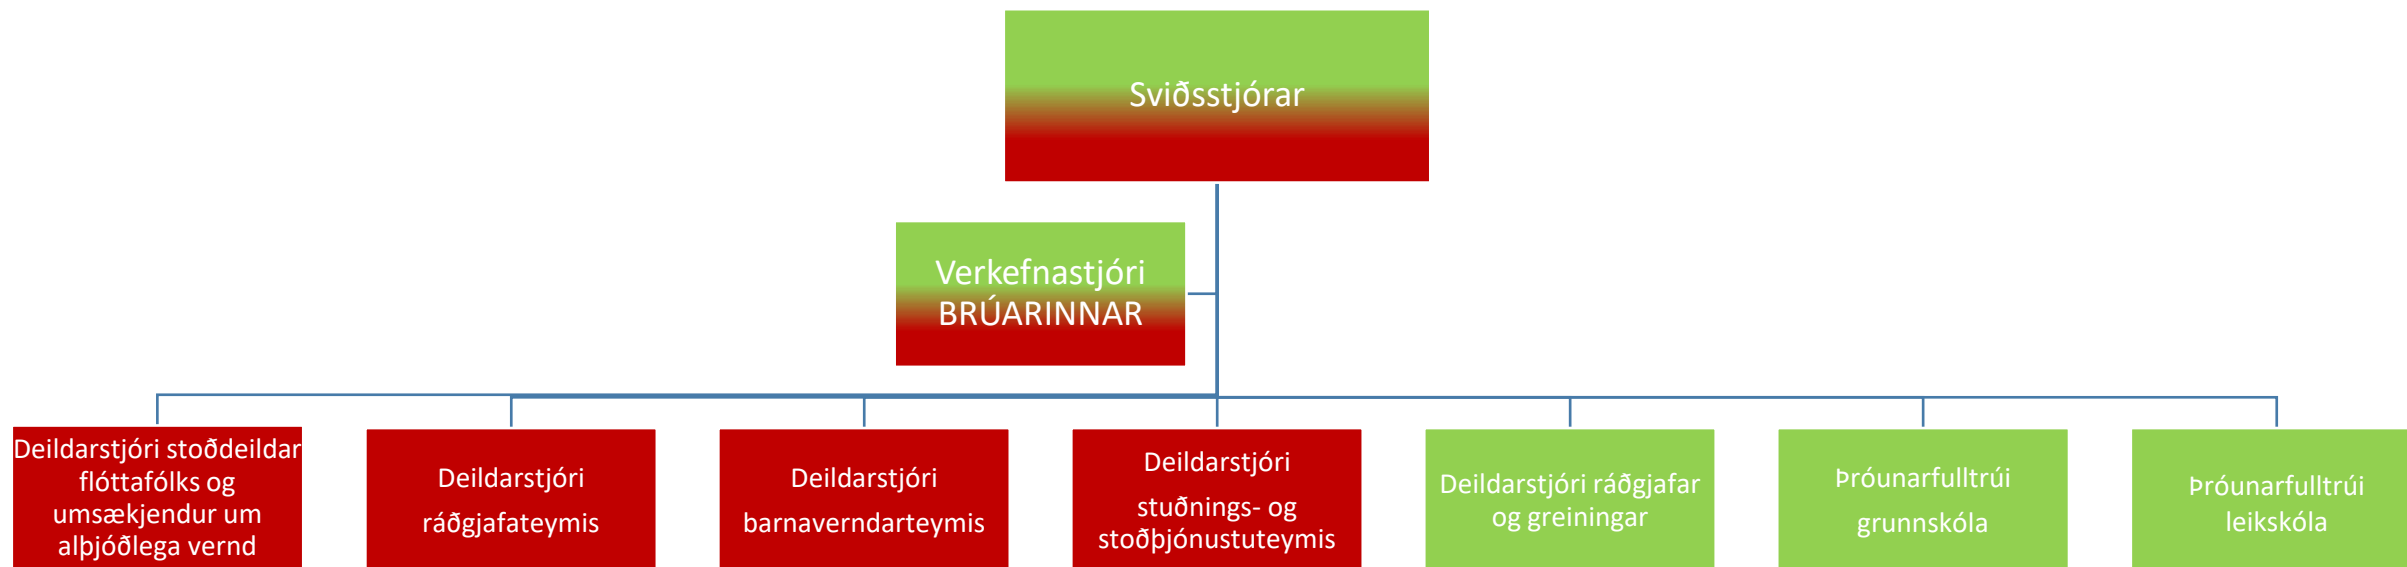 Sviðsstjórar
Verkefnastjóri
BRÚARINNAR
Deildarstjóri stoðdeildar
flóttafólks og
umsækjendur um
alþjóðlega vernd
Deildarstjóri
ráðgjafateymis
Deildarstjóri
barnaverndarteymis
Deildarstjóri
stuðnings- og
stoðþjónustuteymis
Deildarstjóri ráðgjafar
og greiningar
Þróunarfulltrúi
grunnskóla
Þróunarfulltrúi
leikskóla